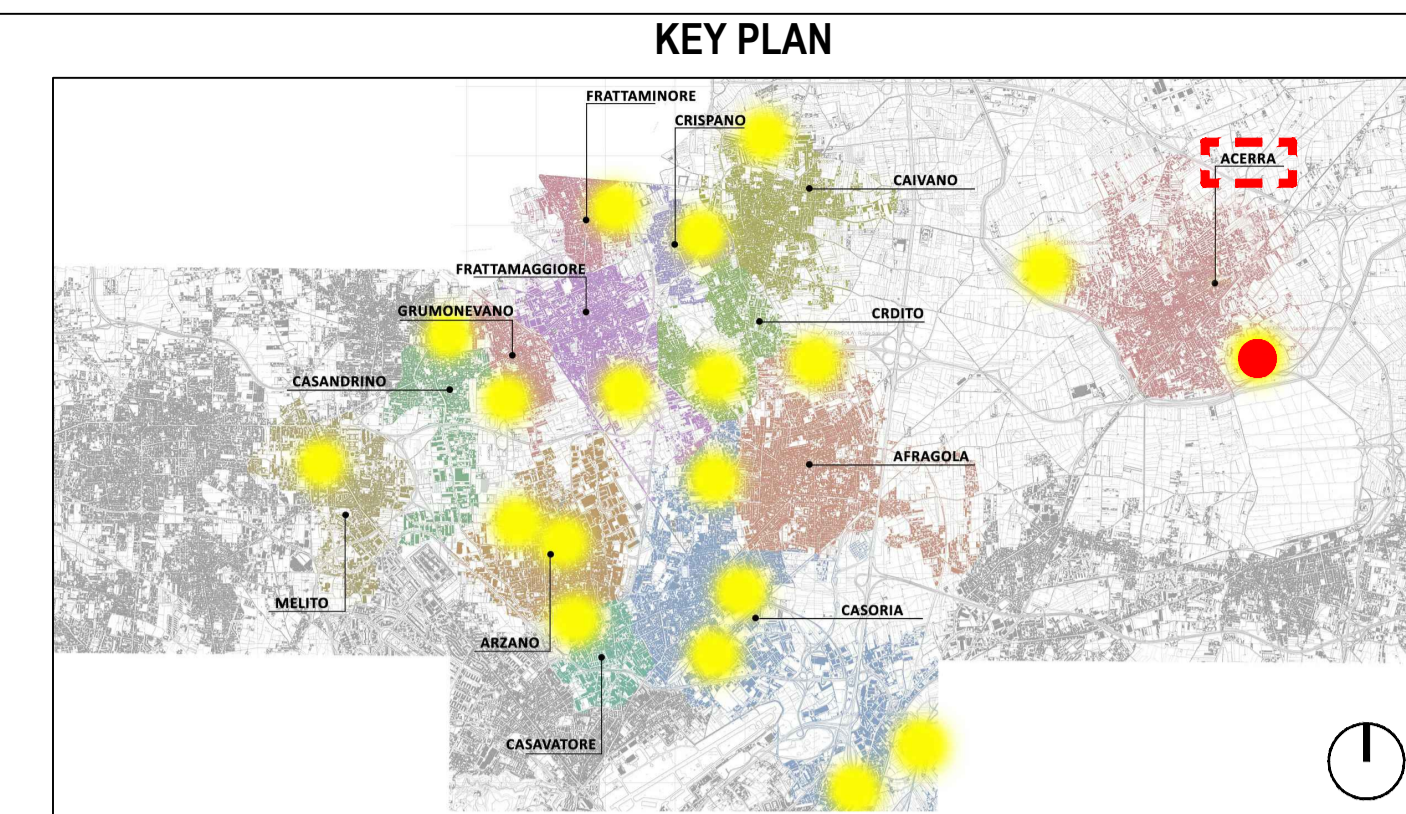 KEY PLAN
FRATTAMINORE
CRISPANO
ACERRA
CAIVANO
FRATTAMAGGIORE
GRUMONEVANO
CRDITO
CASANDRINO
AFRAGOLA
MELITO
CASORIA
ARZANO
CASAVATORE